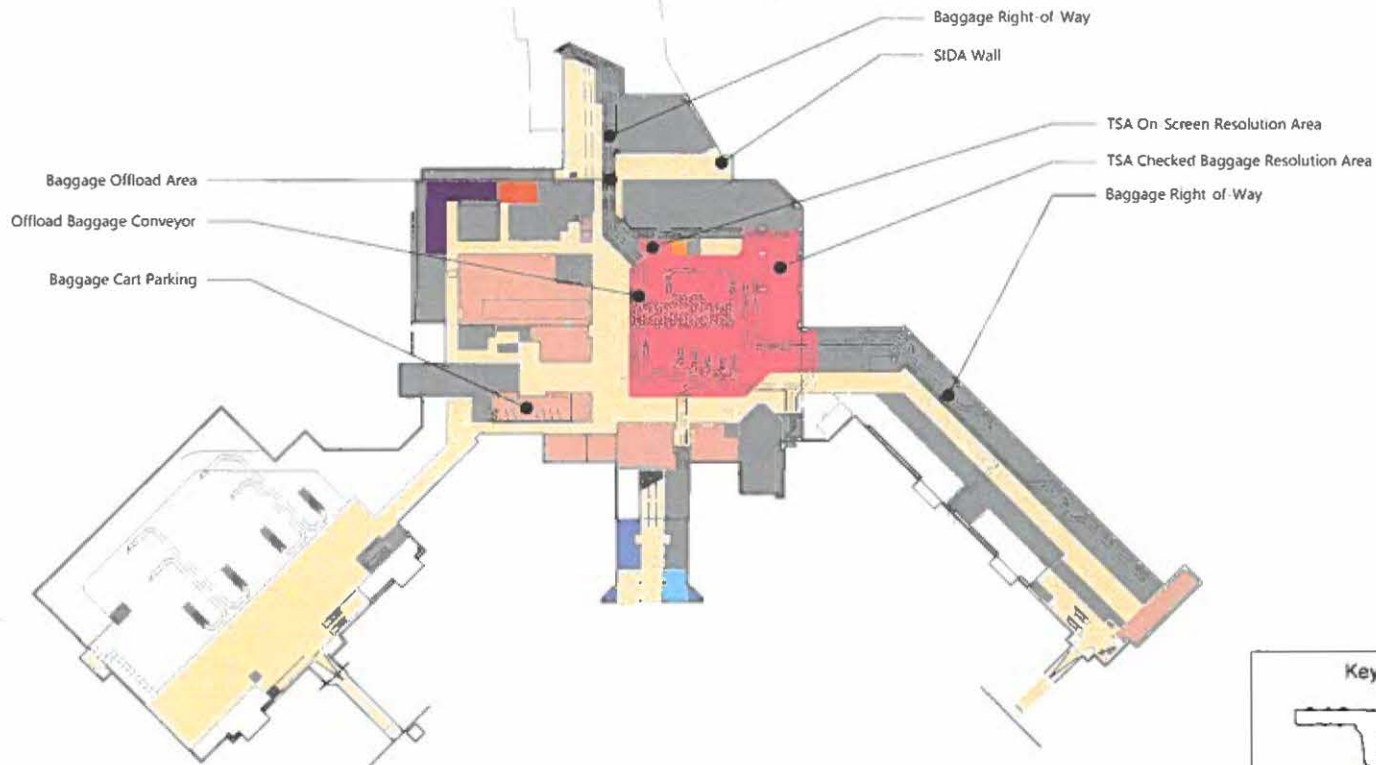 Baggage Right-of Way
SIDA Wall
TSA On Screen Resolution Area
TSA Checked Baggage Resolution Area
Baggage Right of Way
Baggage Offload Area
Offload Baggage Conveyor
Baggage Cart Parking
Key